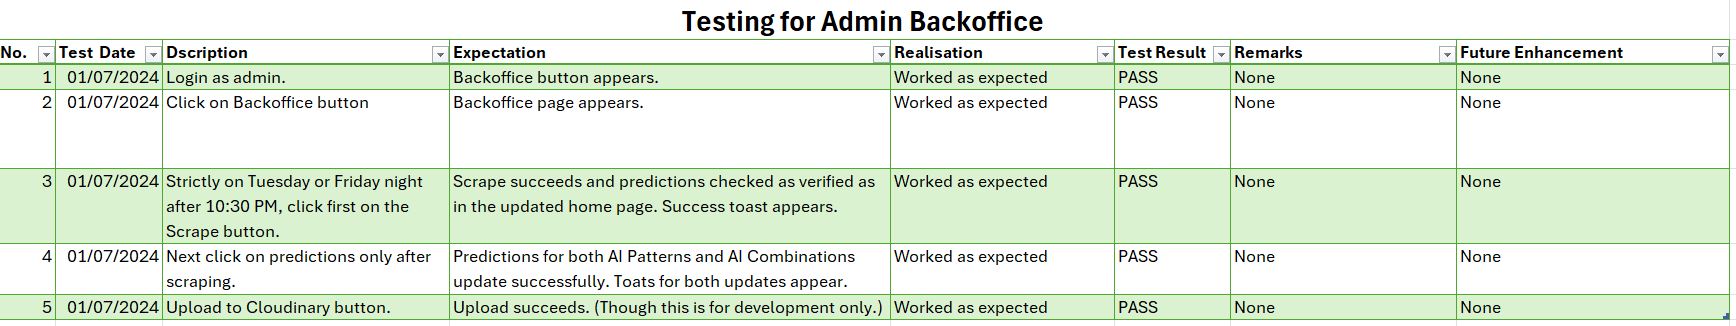 Testing for Admin Backoffice
No. Test Date Dscription Expectation Realisation Test Result Remarks Future Enhancement
1 01/07/2024 Login as admin. Backoffice button appears. Worked as expected PASS None None
2 01/07/2024 Click on Backoffice button Backoffice page appears. Worked as expected PASS None None
3 01/07/2024 Strictly on Tuesday or Friday night Scrape succeeds and predictions checked as verified as Worked as expected PASS None None
after 10:30 PM, click first on the in the updated home page. Success toast appears.
Scrape button.
4 01/07/2024 Next click on predictions only after Predictions for both AI Patterns and AI Combinations Worked as expected PASS None None
scraping. update successfully. Toats for both updates appear.
5 01/07/2024 Upload to Cloudinary button. Upload succeeds. (Though this is for development only.) Worked as expected PASS None None